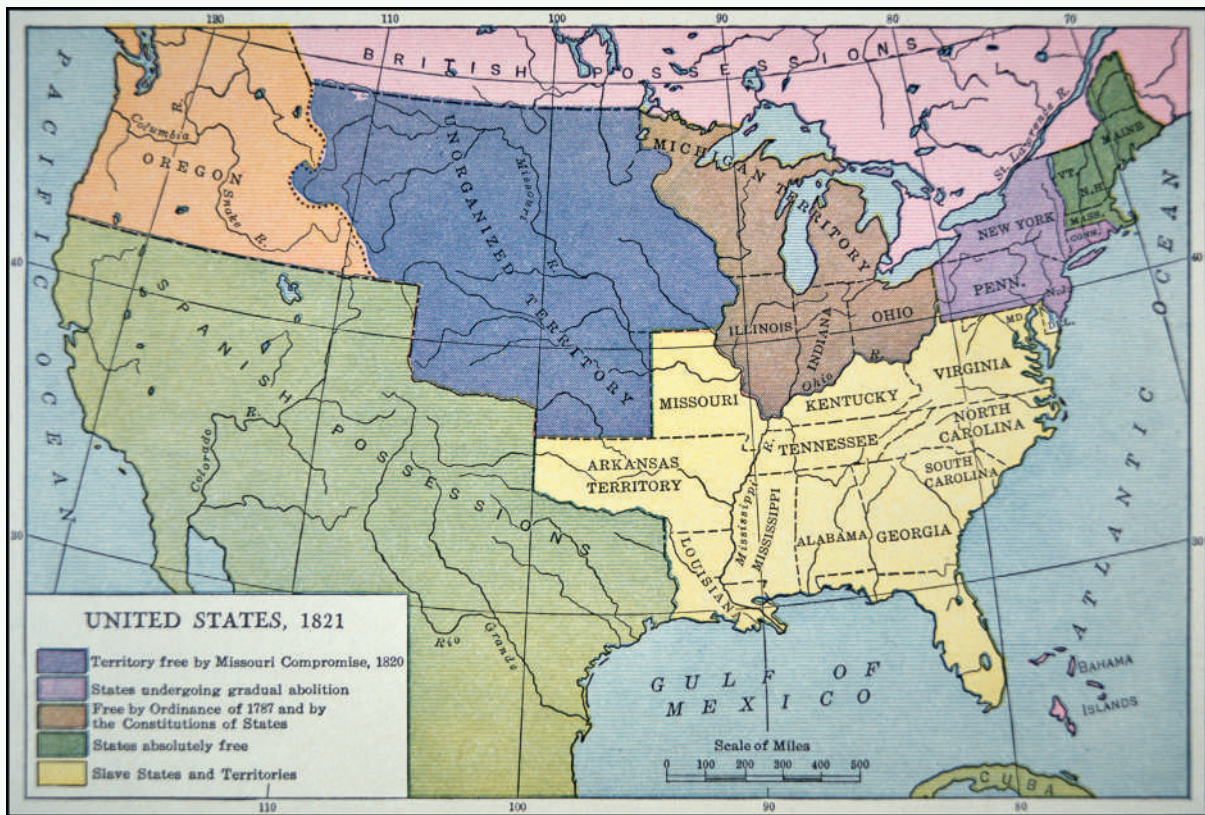 120
110
100
90
80
70
BRITISH POSSESSIONS
PACIFIC OCEAN
Columbia R.
OREGON
Snake R.
UNORGANIZED TERRITORY
Missouri R.
MICHIGAN TERRITORY
St. Lawrence R.
MAINE
VT.
N.H.
MASS.
CONN.
NEW YORK
PENN.
N.J.
MD.
DEL.
40
40
ILLINOIS
INDIANA
OHIO
Ohio R.
VIRGINIA
MISSOURI
KENTUCKY
NORTH
CAROLINA
TENNESSEE
SOUTH
CAROLINA
ARKANSAS
TERRITORY
Mississippi R.
MISSISSIPPI
ALABAMA
GEORGIA
LOUISIANA
SPANISH POSSESSIONS
Colorado R.
Rio Grande
30
30
ATLANTIC OCEAN
GULF OF
MEXICO
BAHAMA
ISLANDS
CUBA
Scale of Miles
0 100 200 300 400 500
UNITED STATES, 1821
Territory free by Missouri Compromise, 1820
States undergoing gradual abolition
Free by Ordinance of 1787 and by
the Constitutions of States
States absolutely free
Slave States and Territories
110
100
90
80